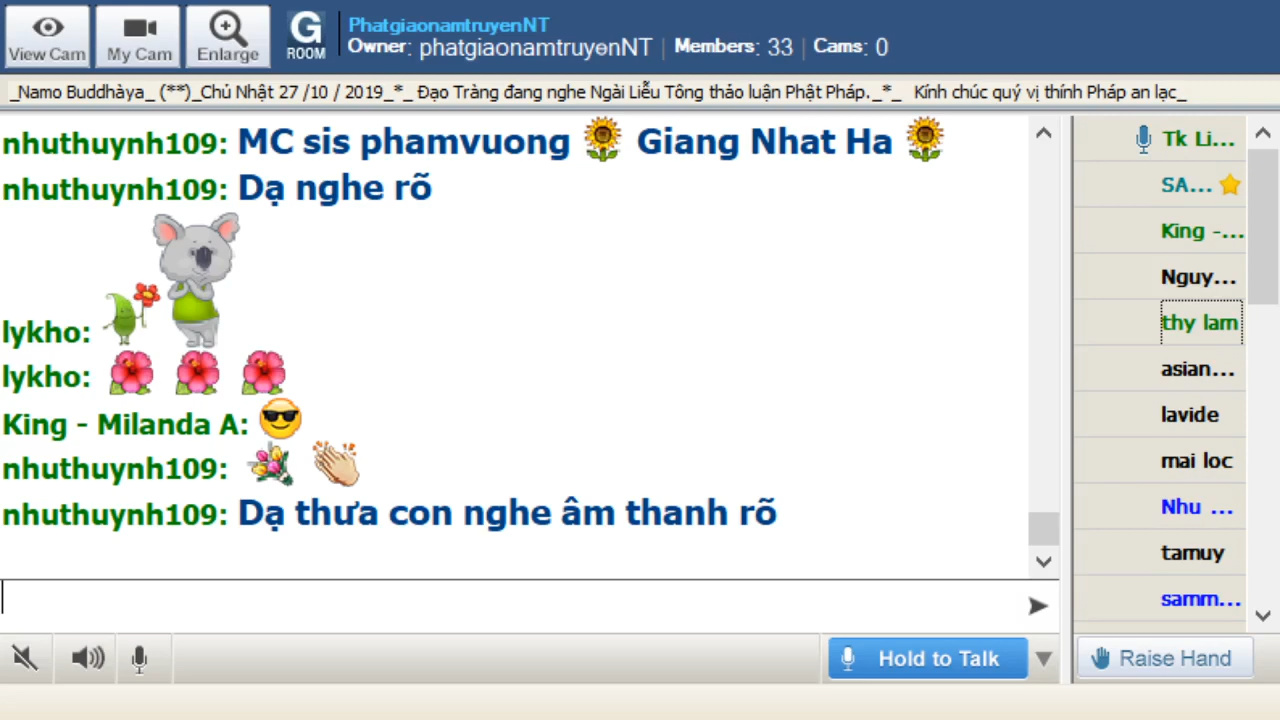 View Cam
My Cam
Enlarge
G
ROOM
PhatgiaonamtruyenNT
Owner: phatgiaonamtruyenNT | Members: 33 | Cams: 0
_Namo Buddhàya_ (**)_Chủ Nhật 27 /10 / 2019_*_ Đạo Tràng đang nghe Ngài Liễu Tông thảo luận Phật Pháp._*_ Kính chúc quý vị thính Pháp an lạc_
nhuthuynh109: MC sis phamvuong Giang Nhat Ha
nhuthuynh109: Dạ nghe rõ
lykho:
lykho:
King - Milanda A:
nhuthuynh109:
nhuthuynh109: Dạ thưa con nghe âm thanh rõ
Tk Li...
SA...
King -...
Nguy...
thy lam
asian...
lavide
mai loc
Nhu ...
tamuy
samm...
Hold to Talk
Raise Hand